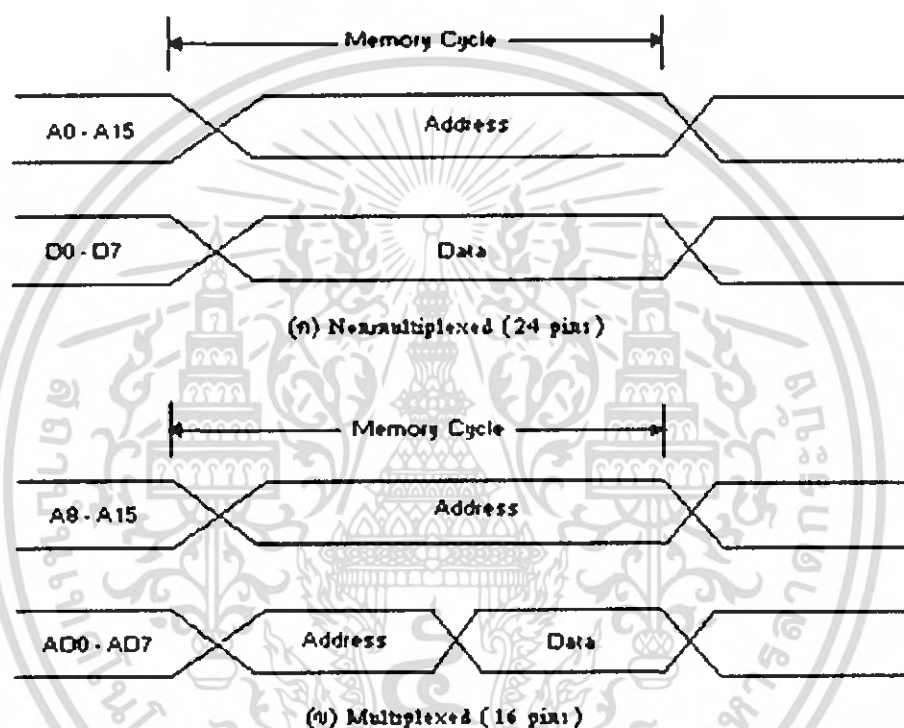 Memory Cycle
A0 - A15
Address
D0 - D7
Data
(ก) Nonmultiplexed (24 pins)
Memory Cycle
A8 - A15
Address
AD0 - AD7
Address
Data
(ข) Multiplexed (16 pins)